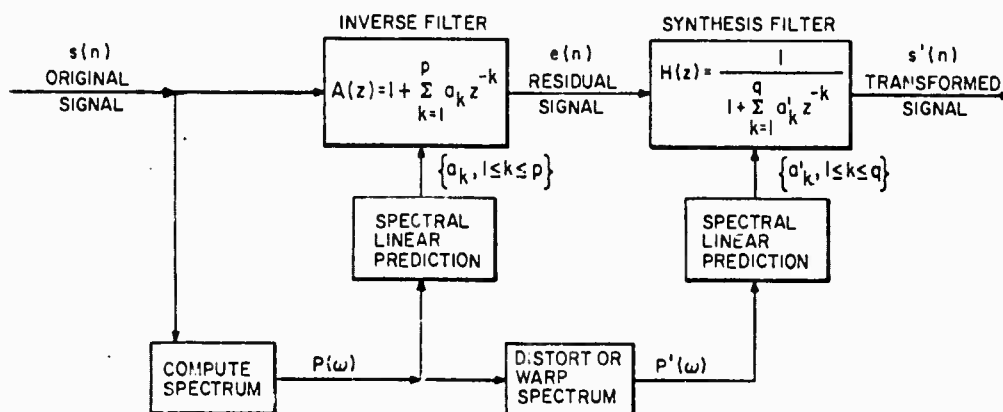 INVERSE FILTER
SYNTHESIS FILTER
s(n)
ORIGINAL
SIGNAL
A(z)=1+ p Σ k=1 a_k z^-k
e(n)
RESIDUAL
SIGNAL
H(z)= 1 / 1+ q Σ k=1 a'_k z^-k
s'(n)
TRANSFORMED
SIGNAL
{a_k, 1≤k≤p}
{a'_k, 1≤k≤q}
SPECTRAL
LINEAR
PREDICTION
SPECTRAL
LINEAR
PREDICTION
COMPUTE
SPECTRUM
P(ω)
DISTORT OR
WARP
SPECTRUM
P'(ω)